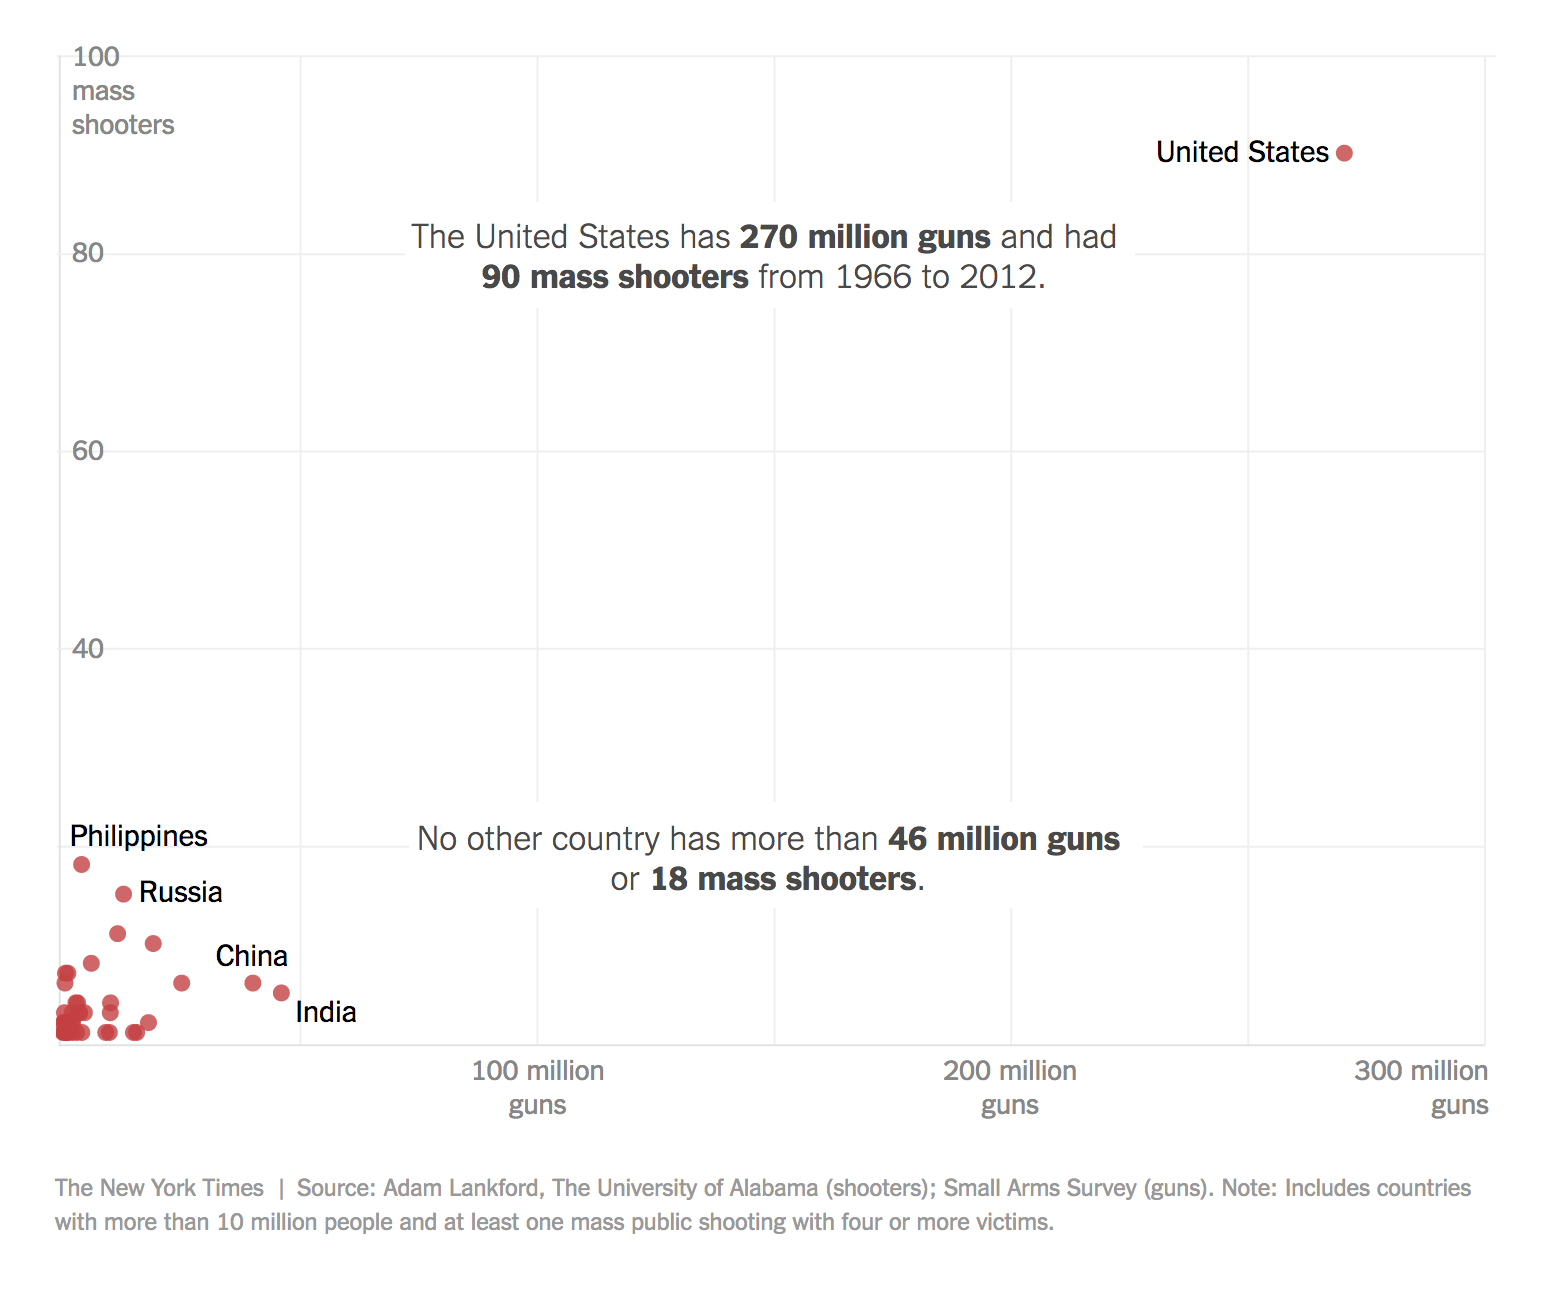 100
mass
shooters
United States
The United States has 270 million guns and had
90 mass shooters from 1966 to 2012.
80
60
40
Philippines
No other country has more than 46 million guns
or 18 mass shooters.
Russia
China
India
100 million
guns
200 million
guns
300 million
guns
The New York Times | Source: Adam Lankford, The University of Alabama (shooters); Small Arms Survey (guns). Note: Includes countries
with more than 10 million people and at least one mass public shooting with four or more victims.